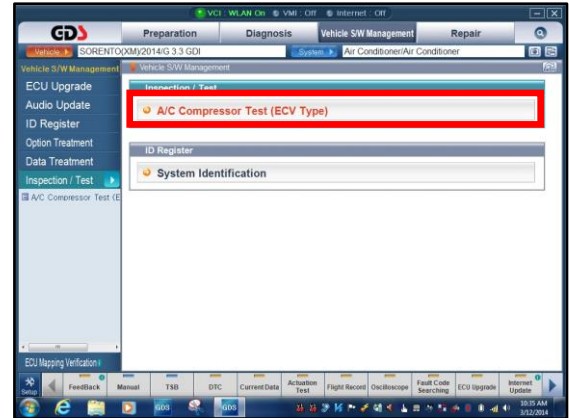 VCI : WLAN On VMI : Off Internet : Off
GDS Preparation Diagnosis Vehicle S/W Management Repair
Vehicle SORENTO(XM)/2014/G 3.3 GDI System Air Conditioner/Air Conditioner
Vehicle S/W Management
Vehicle S/W Management
ECU Upgrade
Audio Update
ID Register
Option Treatment
Data Treatment
Inspection / Test
A/C Compressor Test (E
Inspection / Test
A/C Compressor Test (ECV Type)
ID Register
System Identification
ECU Mapping Verification
Setup FeedBack Manual TSB DTC Current Data Actuation Test Flight Record Oscilloscope Fault Code Searching ECU Upgrade Internet Update
GDS GDS 10:35 AM
3/12/2014